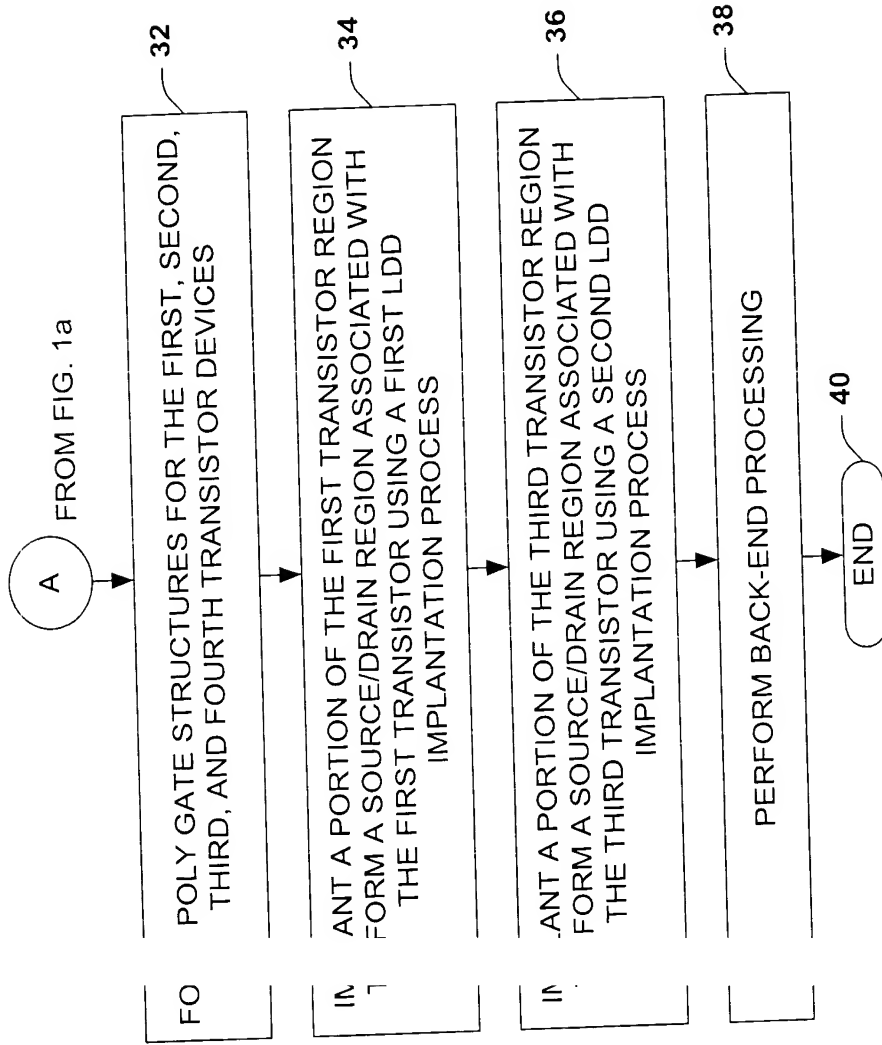 A
FROM FIG. 1a
32
FO POLY GATE STRUCTURES FOR THE FIRST, SECOND,
THIRD, AND FOURTH TRANSISTOR DEVICES
34
ANT A PORTION OF THE FIRST TRANSISTOR REGION
FORM A SOURCE/DRAIN REGION ASSOCIATED WITH
THE FIRST TRANSISTOR USING A FIRST LDD
IMPLANTATION PROCESS
36
ANT A PORTION OF THE THIRD TRANSISTOR REGION
FORM A SOURCE/DRAIN REGION ASSOCIATED WITH
THE THIRD TRANSISTOR USING A SECOND LDD
IMPLANTATION PROCESS
38
PERFORM BACK-END PROCESSING
40
END